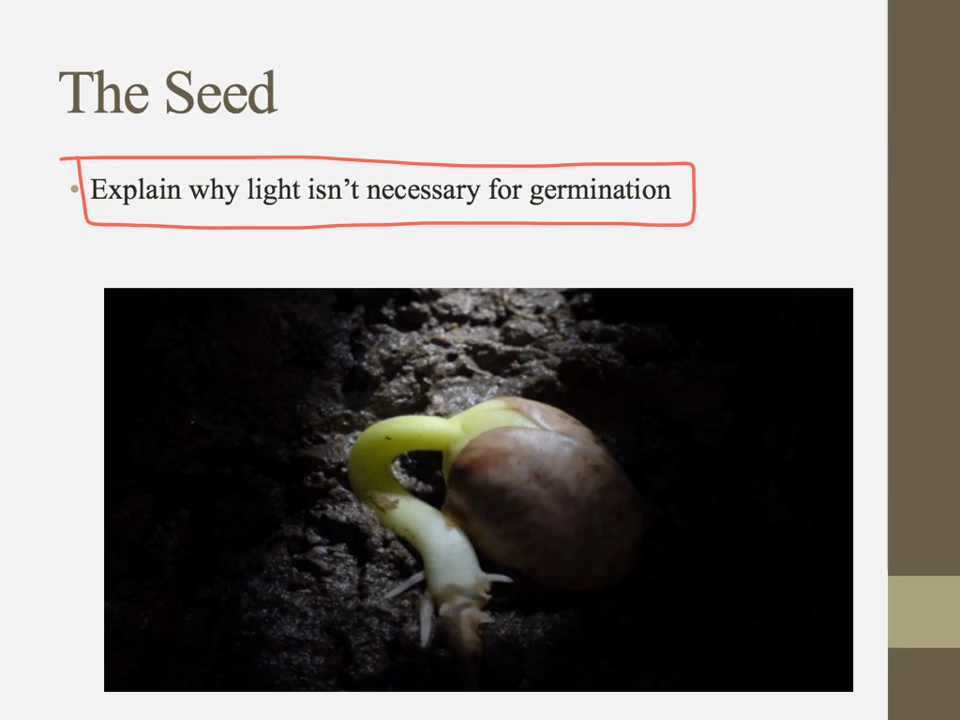 The Seed
• Explain why light isn’t necessary for germination